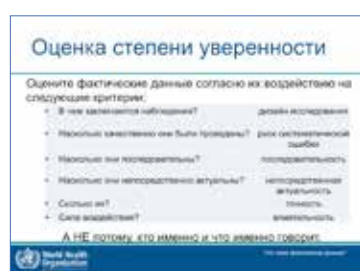 Оценка степени уверенности
Оцените фактические данные согласно их воздействию на
следующие критерии:
• В чем заключаются наблюдения? дизайн исследования
• Насколько качественно они были проведены? риск систематической
ошибки
• Насколько они последовательны? последовательность
• Насколько они непосредственно актуальны? непосредственная
актуальность
• Сколько их? точность
• Сила воздействия? влиятельность
А НЕ потому, кто именно и что именно говорит.
World Health
Organization